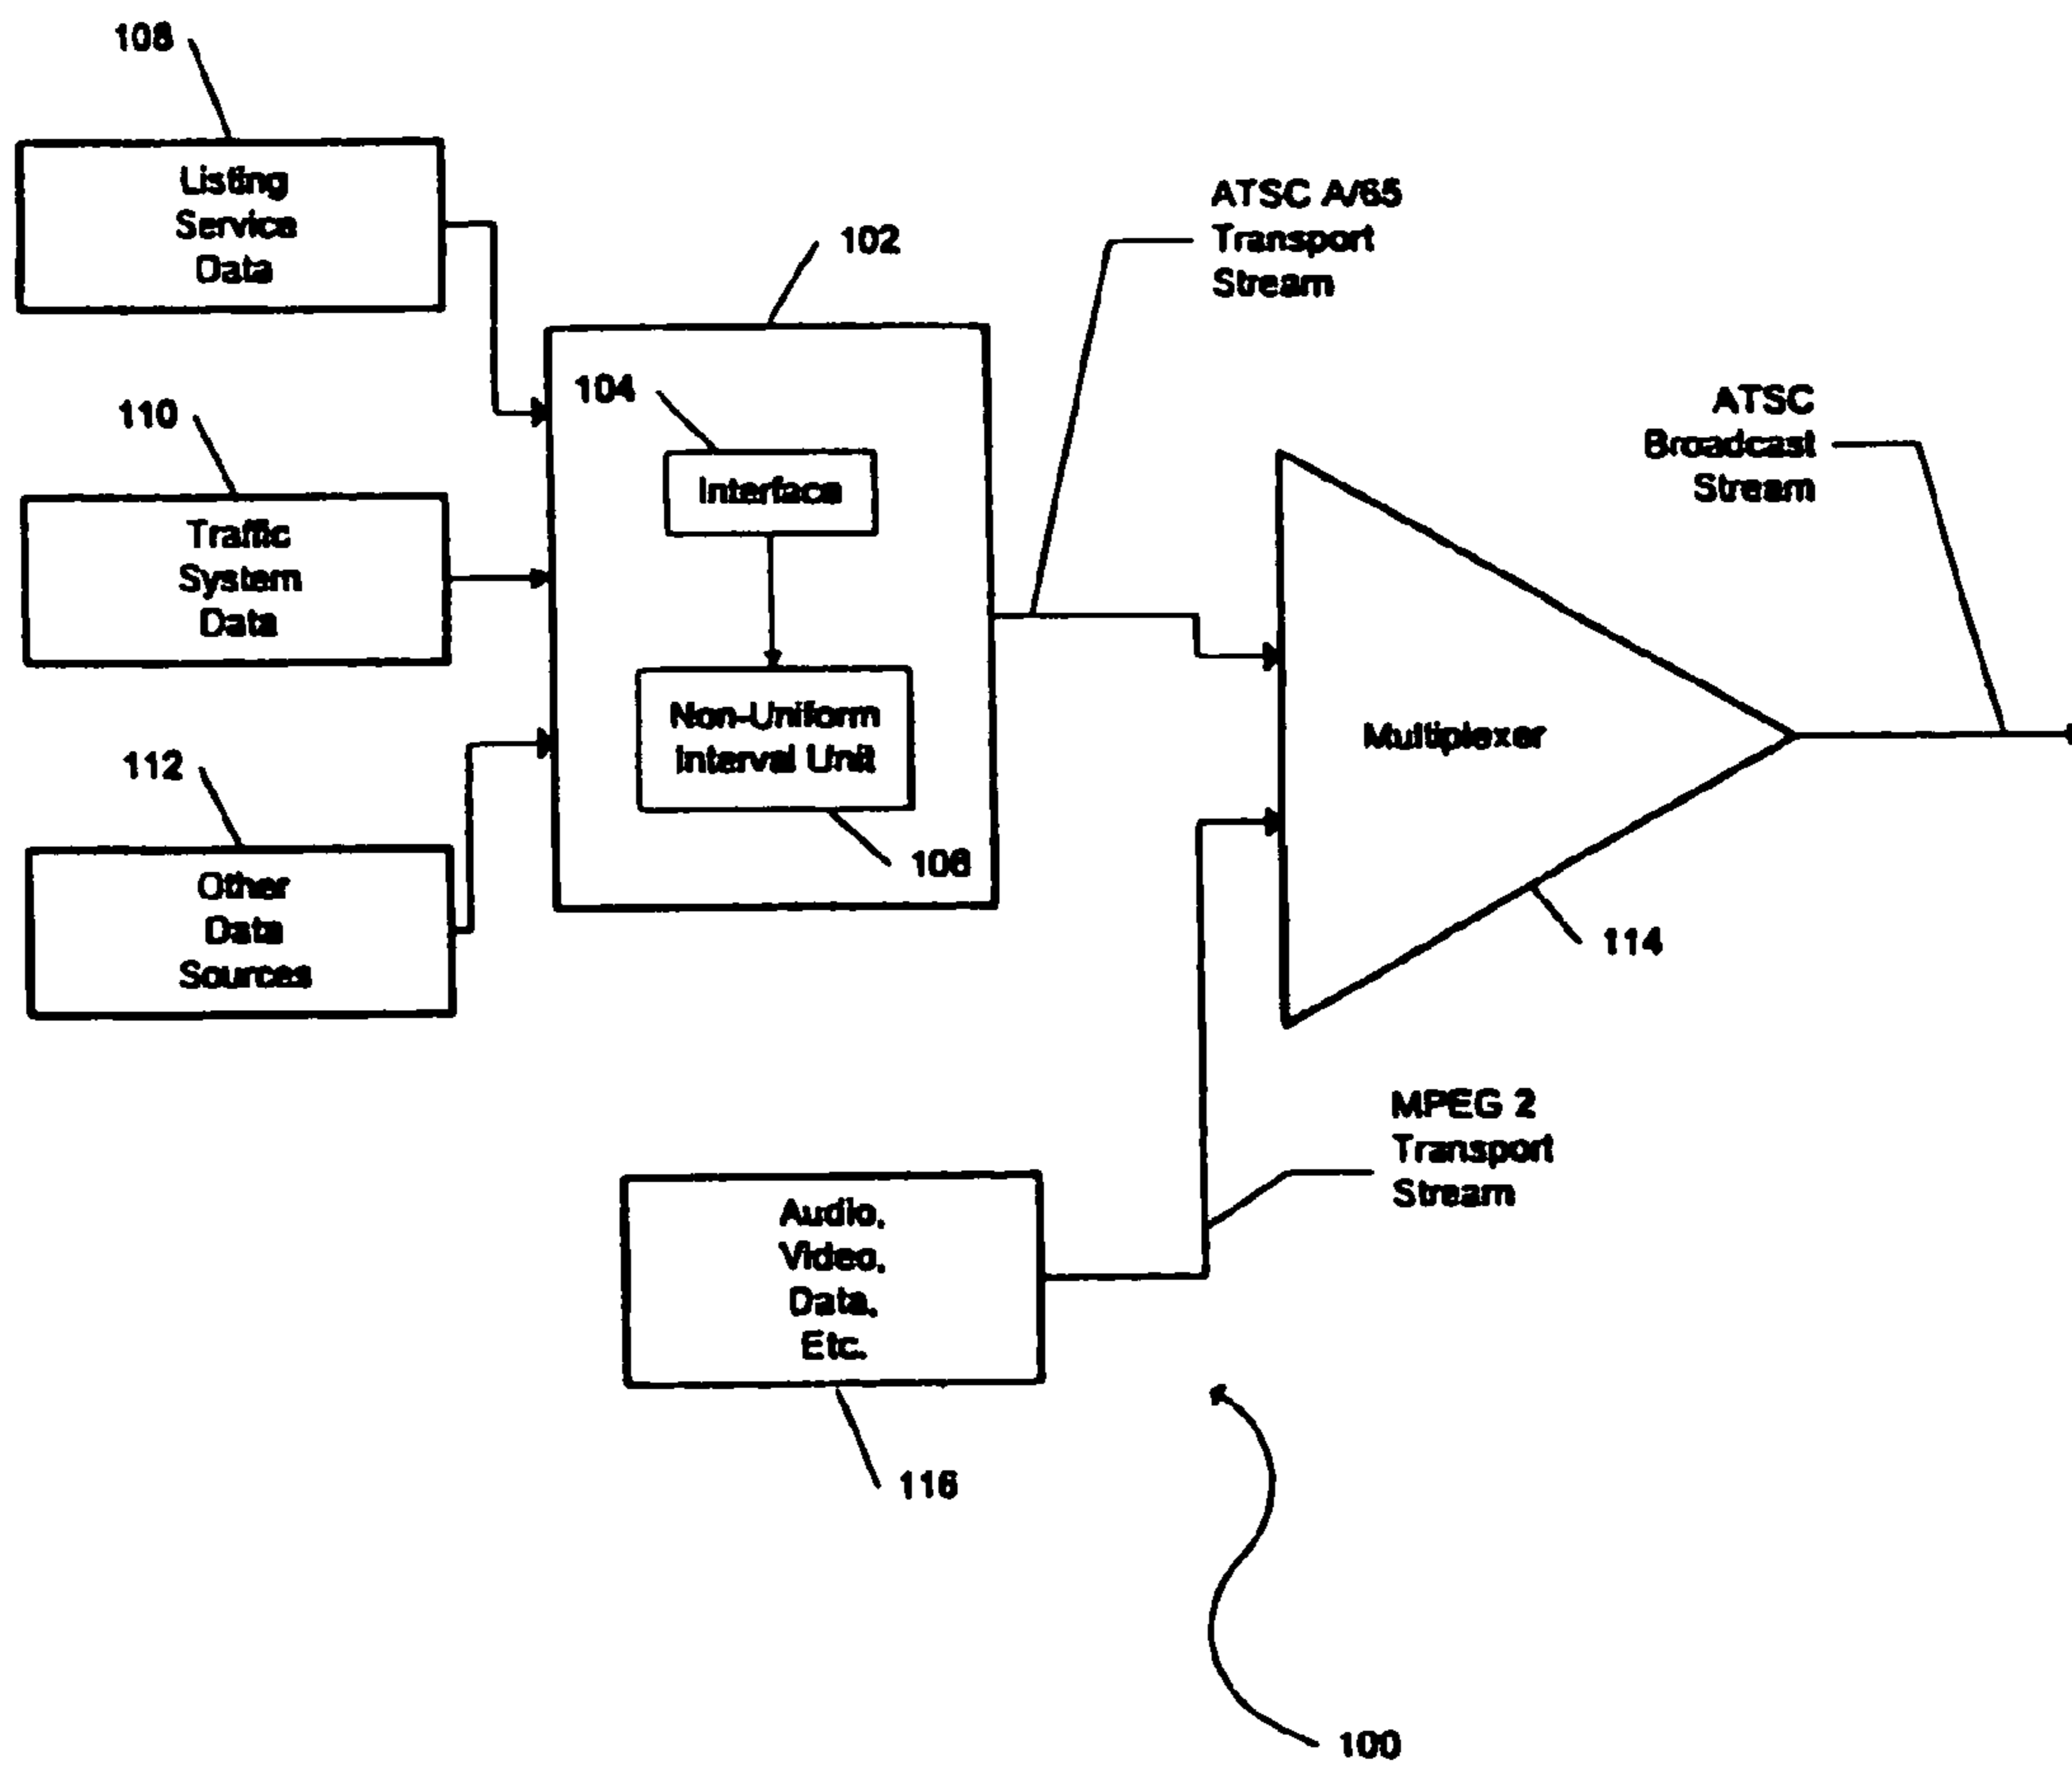 108
Listing
Service
Data
110
Traffic
System
Data
112
Other
Data
Sources
102
104
Interface
Non-Uniform
Interval Unit
106
ATSC A/65
Transport
Stream
ATSC
Broadcast
Stream
Multiplexer
114
MPEG 2
Transport
Stream
Audio,
Video,
Data,
Etc.
116
100